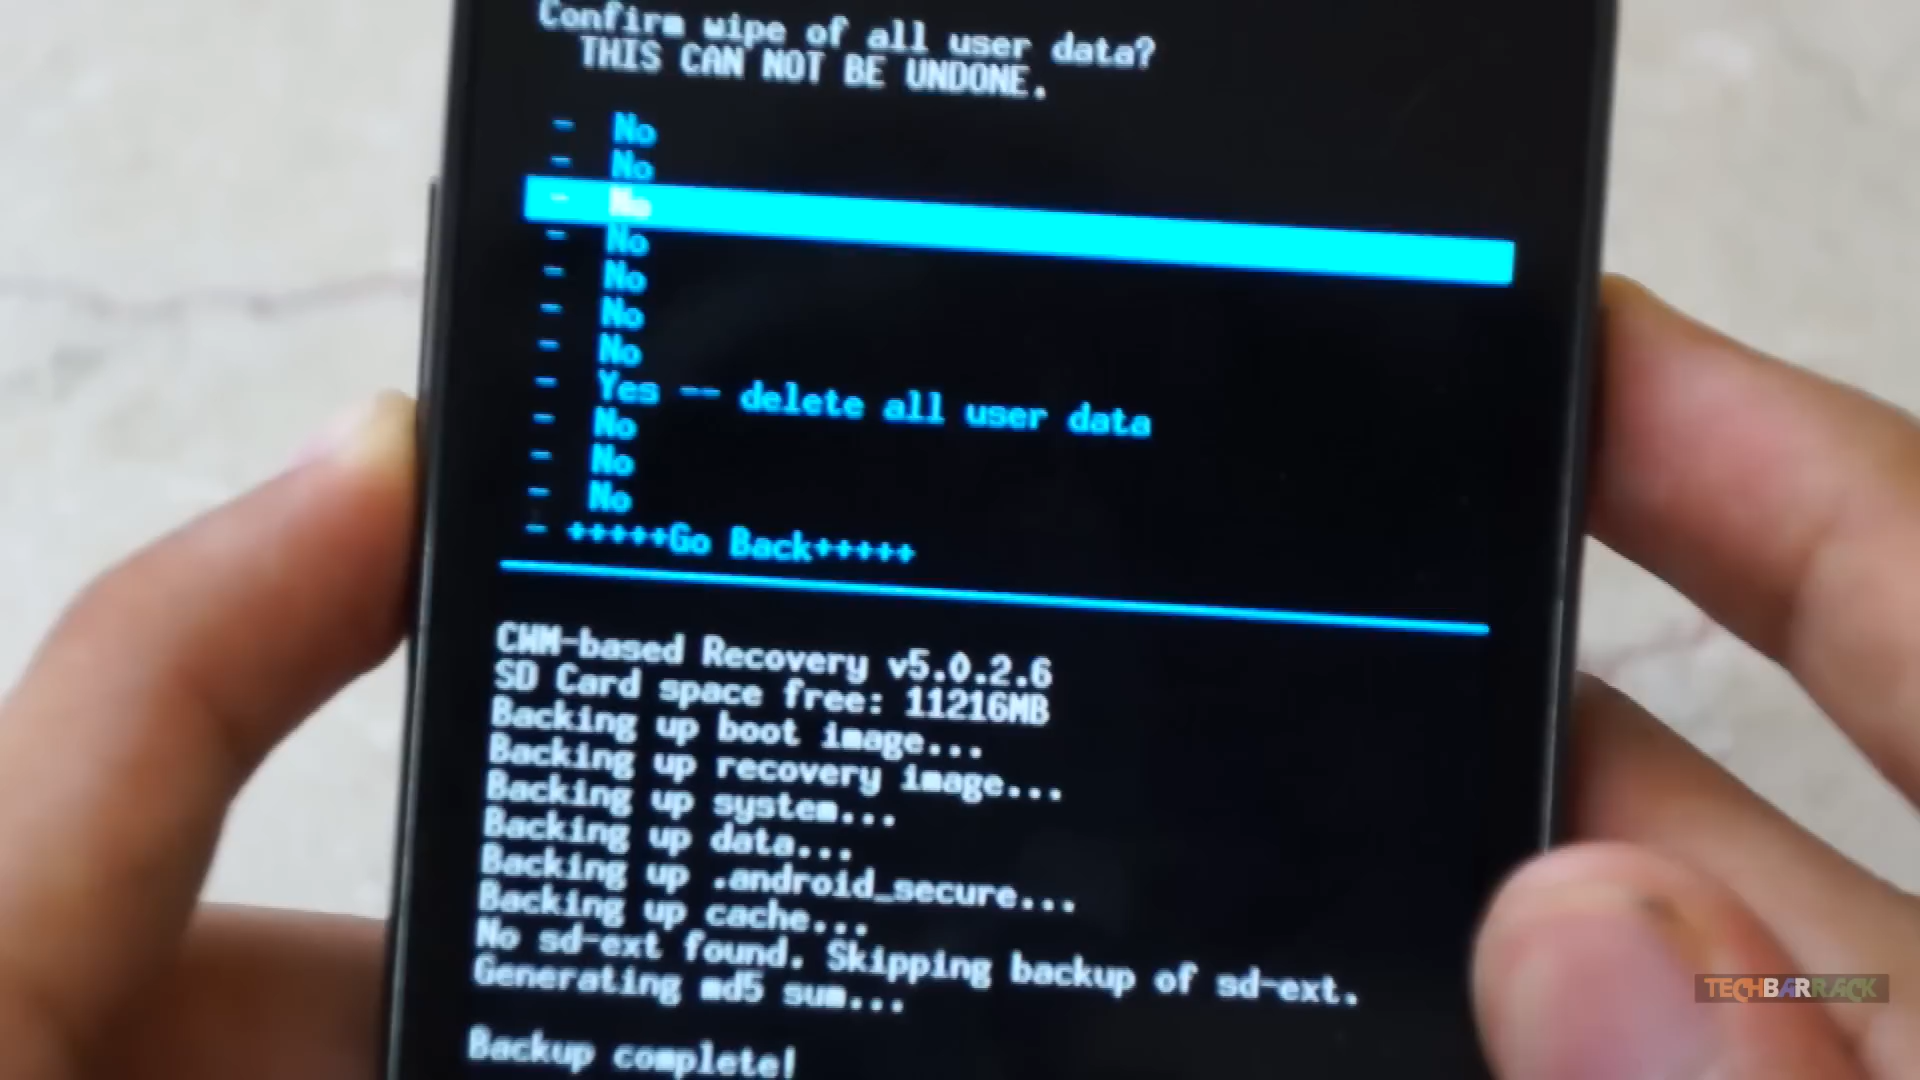 Confirm wipe of all user data?
THIS CAN NOT BE UNDONE.
- No
- No
- No
- No
- No
- No
- No
- Yes -- delete all user data
- No
- No
- No
- +++++Go Back+++++
CWM-based Recovery v5.0.2.6
SD Card space free: 11216MB
Backing up boot image...
Backing up recovery image...
Backing up system...
Backing up data...
Backing up .android_secure...
Backing up cache...
No sd-ext found. Skipping backup of sd-ext.
Generating md5 sum...
Backup complete!
TECHBARRACK